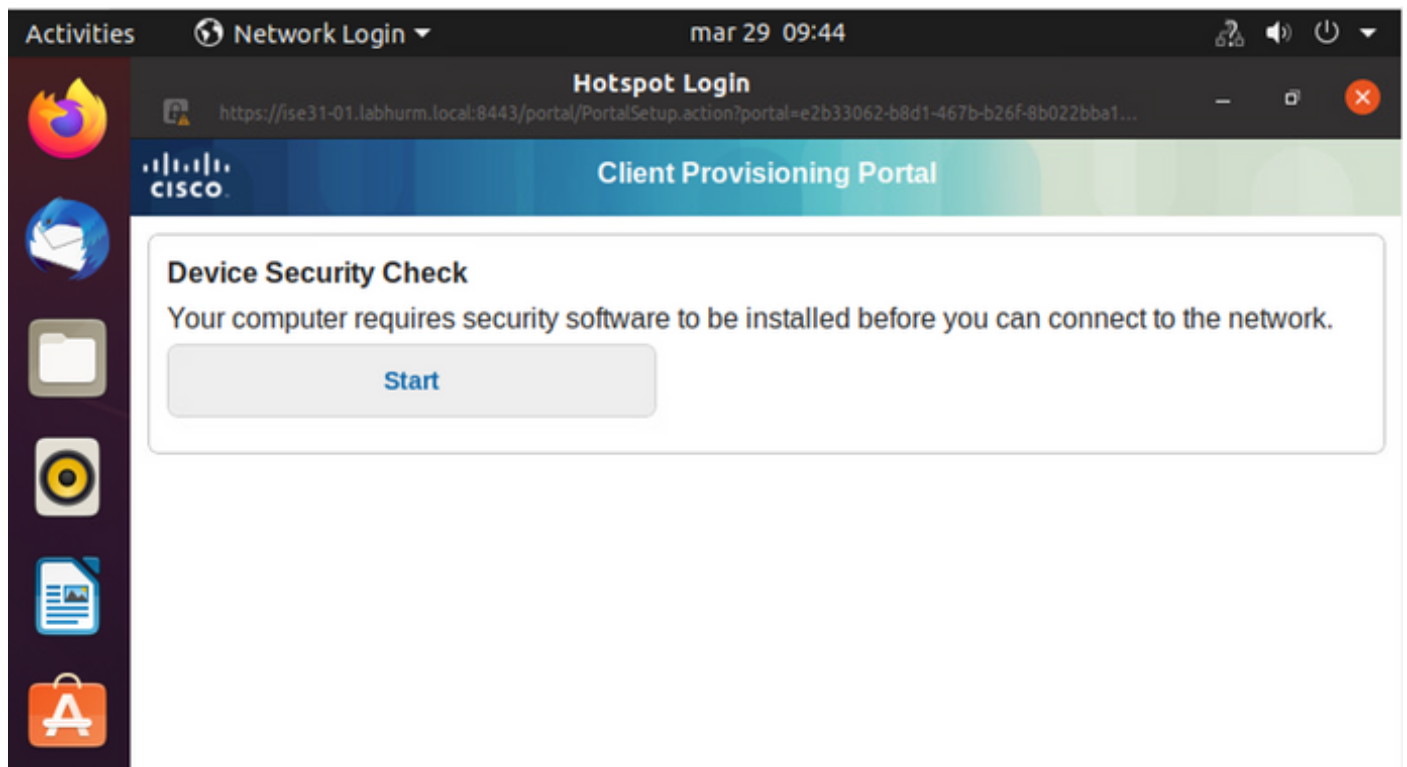 Activities Network Login mar 29 09:44
Hotspot Login
https://ise31-01.labhurm.local:8443/portal/PortalSetup.action?portal=e2b33062-b8d1-467b-b26f-8b022bba1...
CISCO Client Provisioning Portal
Device Security Check
Your computer requires security software to be installed before you can connect to the network.
Start